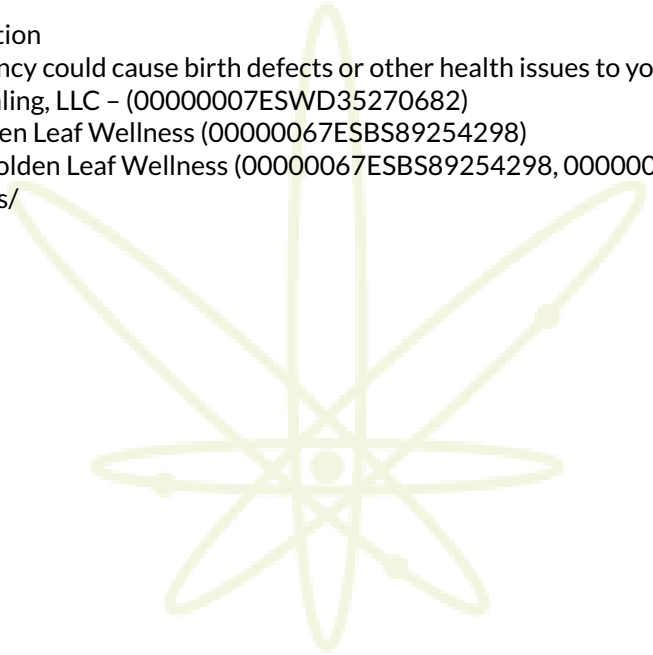 tion
ncy could cause birth defects or other health issues to yo
ling, LLC – (00000007ESWD35270682)
en Leaf Wellness (00000067ESBS89254298)
olden Leaf Wellness (00000067ESBS89254298, 000000
s/